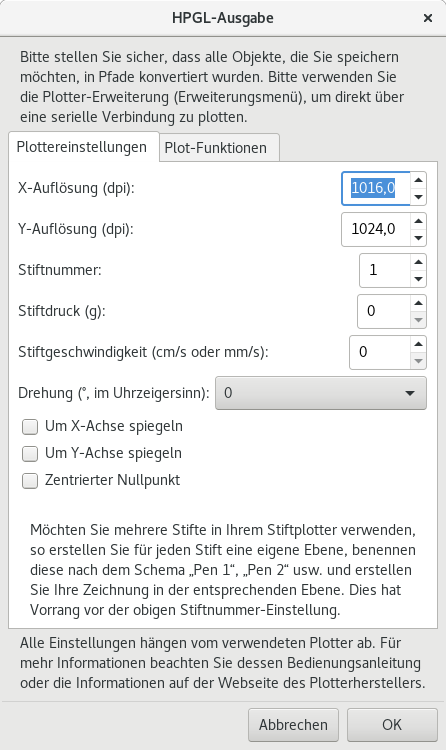 HPGL-Ausgabe
Bitte stellen Sie sicher, dass alle Objekte, die Sie speichern
möchten, in Pfade konvertiert wurden. Bitte verwenden Sie
die Plotter-Erweiterung (Erweiterungsmenü), um direkt über
eine serielle Verbindung zu plotten.
Plottereinstellungen Plot-Funktionen
X-Auflösung (dpi): 1016,0
Y-Auflösung (dpi): 1024,0
Stiftnummer: 1
Stiftdruck (g): 0
Stiftgeschwindigkeit (cm/s oder mm/s): 0
Drehung (°, im Uhrzeigersinn): 0
Um X-Achse spiegeln
Um Y-Achse spiegeln
Zentrierter Nullpunkt
Möchten Sie mehrere Stifte in Ihrem Stiftplotter verwenden,
so erstellen Sie für jeden Stift eine eigene Ebene, benennen
diese nach dem Schema „Pen 1“, „Pen 2“ usw. und erstellen
Sie Ihre Zeichnung in der entsprechenden Ebene. Dies hat
Vorrang vor der obigen Stiftnummer-Einstellung.
Alle Einstellungen hängen vom verwendeten Plotter ab. Für
mehr Informationen beachten Sie dessen Bedienungsanleitung
oder die Informationen auf der Webseite des Plotterherstellers.
Abbrechen OK